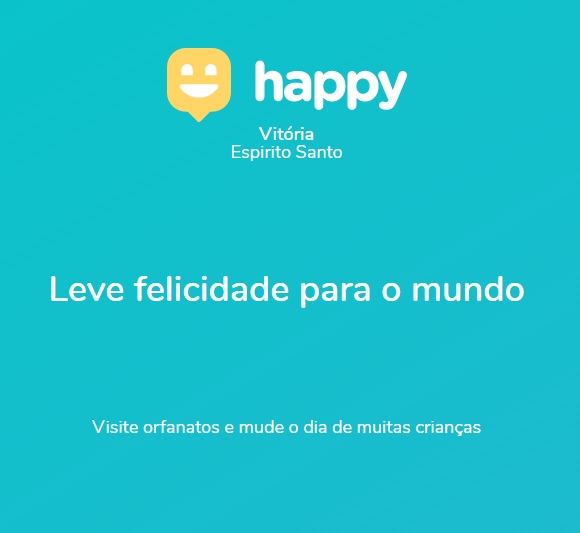 happy
Vitória
Espirito Santo
Leve felicidade para o mundo
Visite orfanatos e mude o dia de muitas crianças